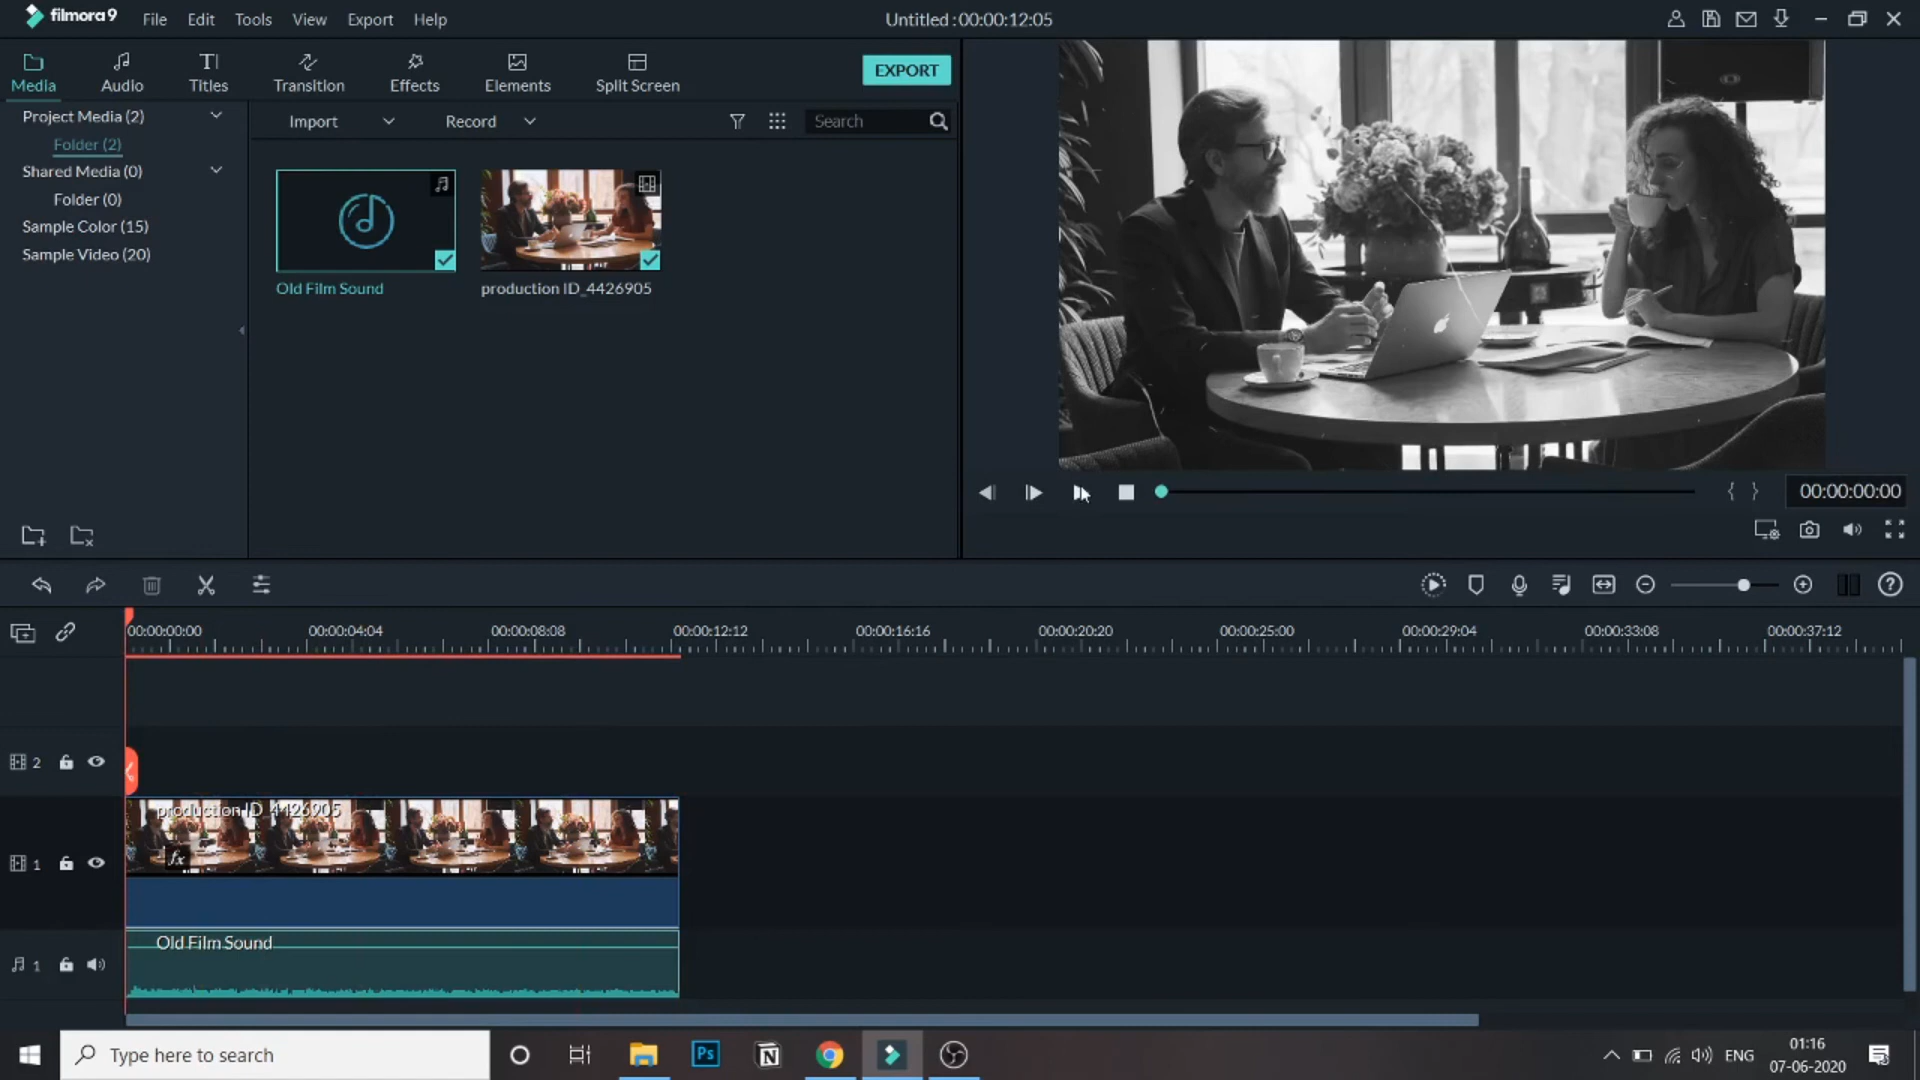 filmora9
File Edit Tools View Export Help
Untitled : 00:00:12:05
Media Audio Titles Transition Effects Elements Split Screen
EXPORT
Project Media (2)
Folder (2)
Shared Media (0)
Folder (0)
Sample Color (15)
Sample Video (20)
Import Record Search
Old Film Sound
production ID_4426905
00:00:00:00
00:00:00:00 00:00:04:04 00:00:08:08 00:00:12:12 00:00:16:16 00:00:20:20 00:00:25:00 00:00:29:04 00:00:33:08 00:00:37:12
2
production ID_4426905
fx
1
Old Film Sound
1
Type here to search
Ps
N
ENG
01:16
07-06-2020